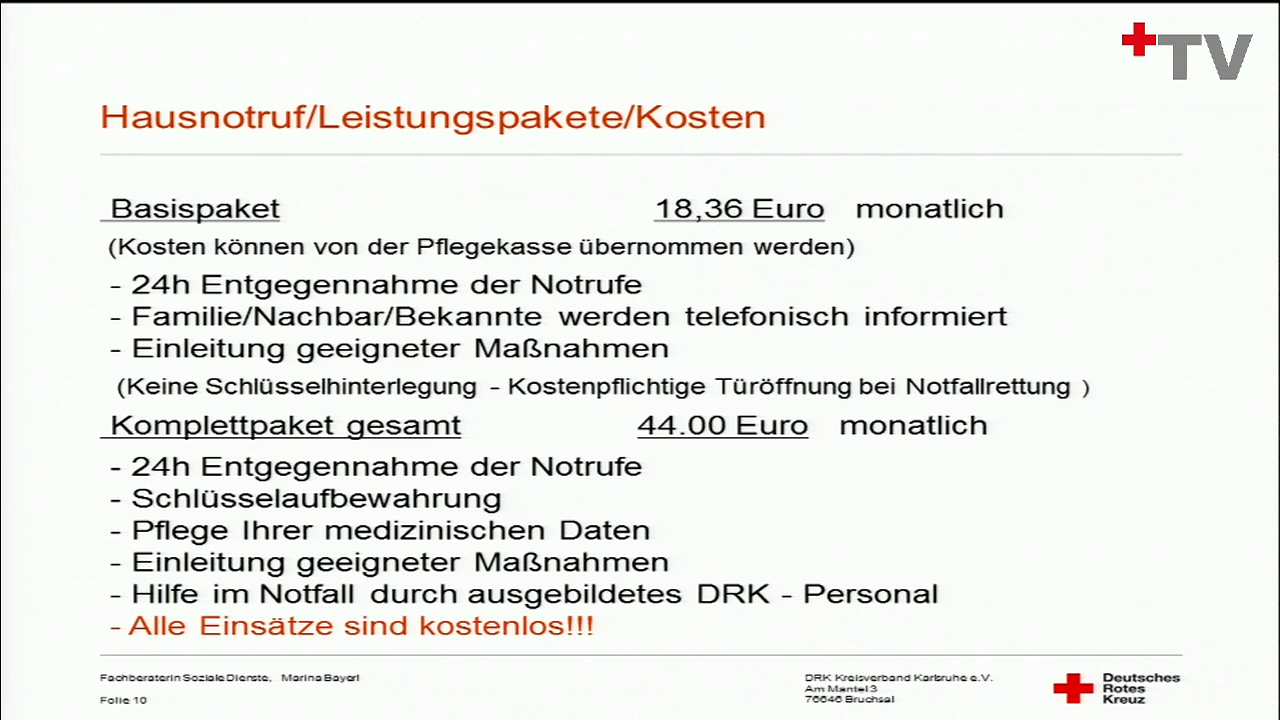 TV
Hausnotruf/Leistungspakete/Kosten
Basispaket 18,36 Euro monatlich
(Kosten können von der Pflegekasse übernommen werden)
- 24h Entgegennahme der Notrufe
- Familie/Nachbar/Bekannte werden telefonisch informiert
- Einleitung geeigneter Maßnahmen
(Keine Schlüsselhinterlegung - Kostenpflichtige Türöffnung bei Notfallrettung )
Komplettpaket gesamt 44.00 Euro monatlich
- 24h Entgegennahme der Notrufe
- Schlüsselaufbewahrung
- Pflege Ihrer medizinischen Daten
- Einleitung geeigneter Maßnahmen
- Hilfe im Notfall durch ausgebildetes DRK - Personal
- Alle Einsätze sind kostenlos!!!
Fachberaterin Soziale Dienste, Marina Bayerl
Folie 10
DRK Kreisverband Karlsruhe e.V.
Am Mantel 3
76646 Bruchsal
Deutsches
Rotes
Kreuz